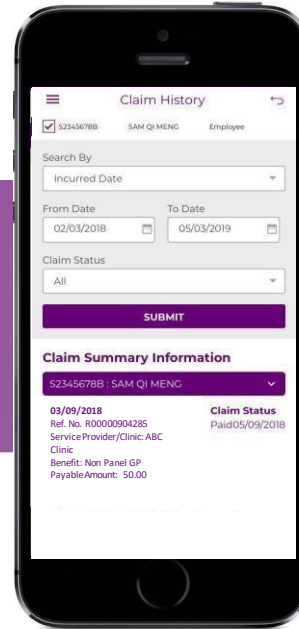 Claim History
S2345678B SAM QI MENG Employee
Search By
Incurred Date
From Date To Date
02/03/2018 05/03/2019
Claim Status
All
SUBMIT
Claim Summary Information
S2345678B : SAM QI MENG
03/09/2018 Claim Status
Ref. No. R00000904285 Paid05/09/2018
Service Provider/Clinic: ABC
Clinic
Benefit: Non Panel GP
Payable Amount: 50.00